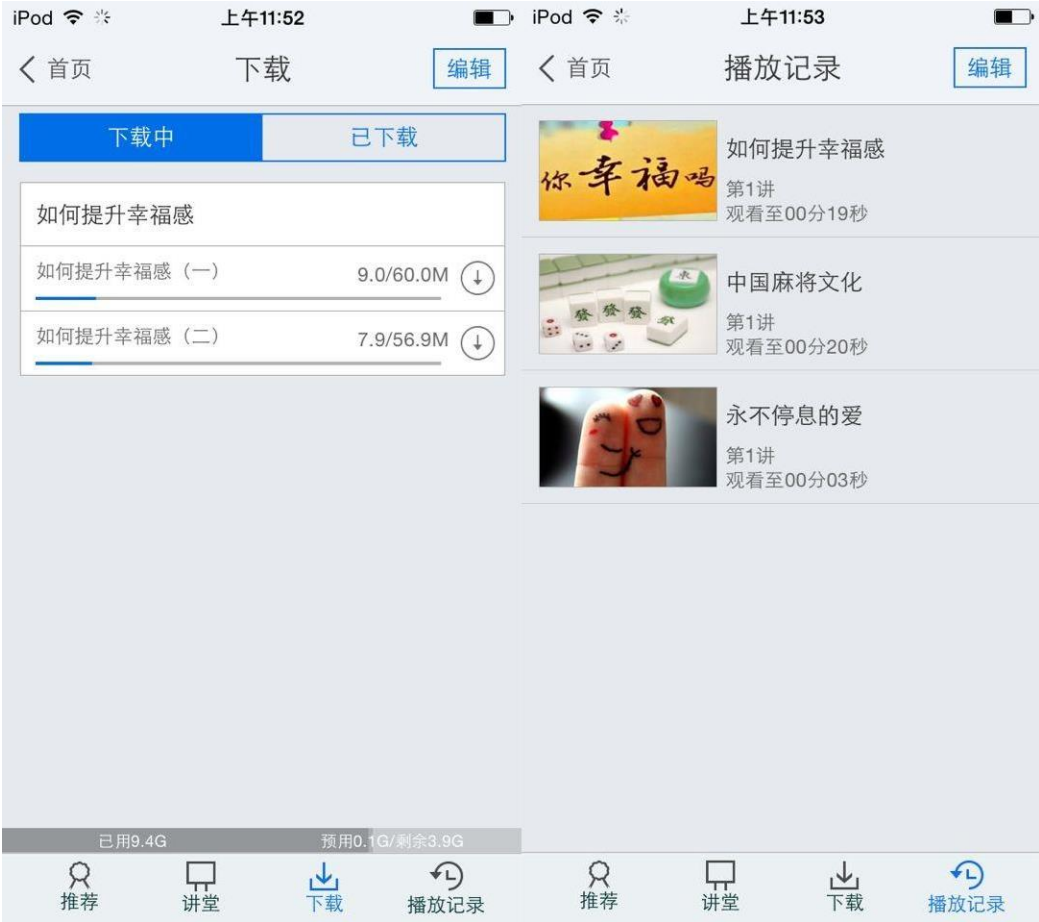 iPod 上午11:52
首页 下载 编辑
下载中 已下载
如何提升幸福感
如何提升幸福感（一） 9.0/60.0M
如何提升幸福感（二） 7.9/56.9M
已用9.4G 预用0.1G/剩余3.9G
推荐 讲堂 下载 播放记录
iPod 上午11:53
首页 播放记录 编辑
你幸福吗
如何提升幸福感
第1讲
观看至00分19秒
東
發 發 發
中国麻将文化
第1讲
观看至00分20秒
永不停息的爱
第1讲
观看至00分03秒
推荐 讲堂 下载 播放记录